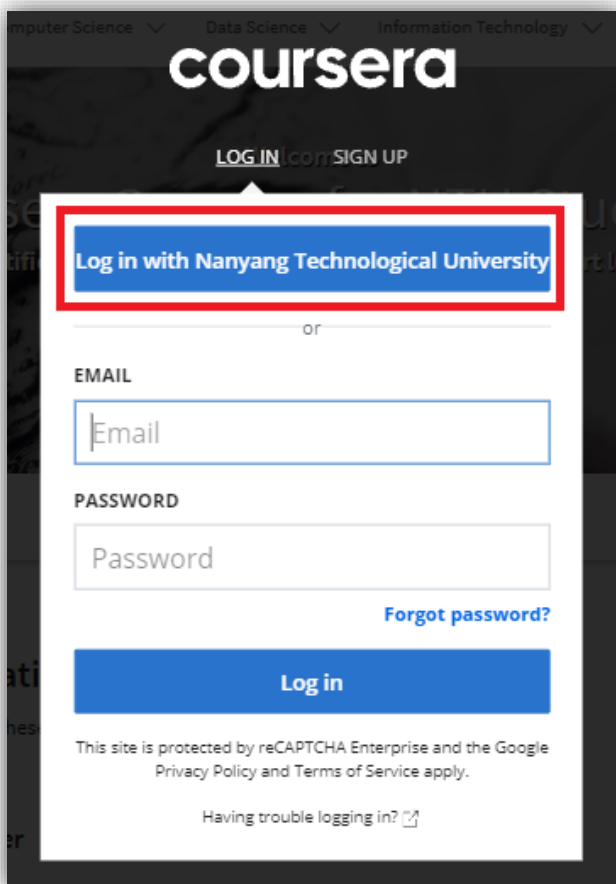 Computer Science Data Science Information Technology
coursera
LOG IN SIGN UP
Log in with Nanyang Technological University
or
EMAIL
Email
PASSWORD
Password
Forgot password?
Log in
This site is protected by reCAPTCHA Enterprise and the Google
Privacy Policy and Terms of Service apply.
Having trouble logging in?